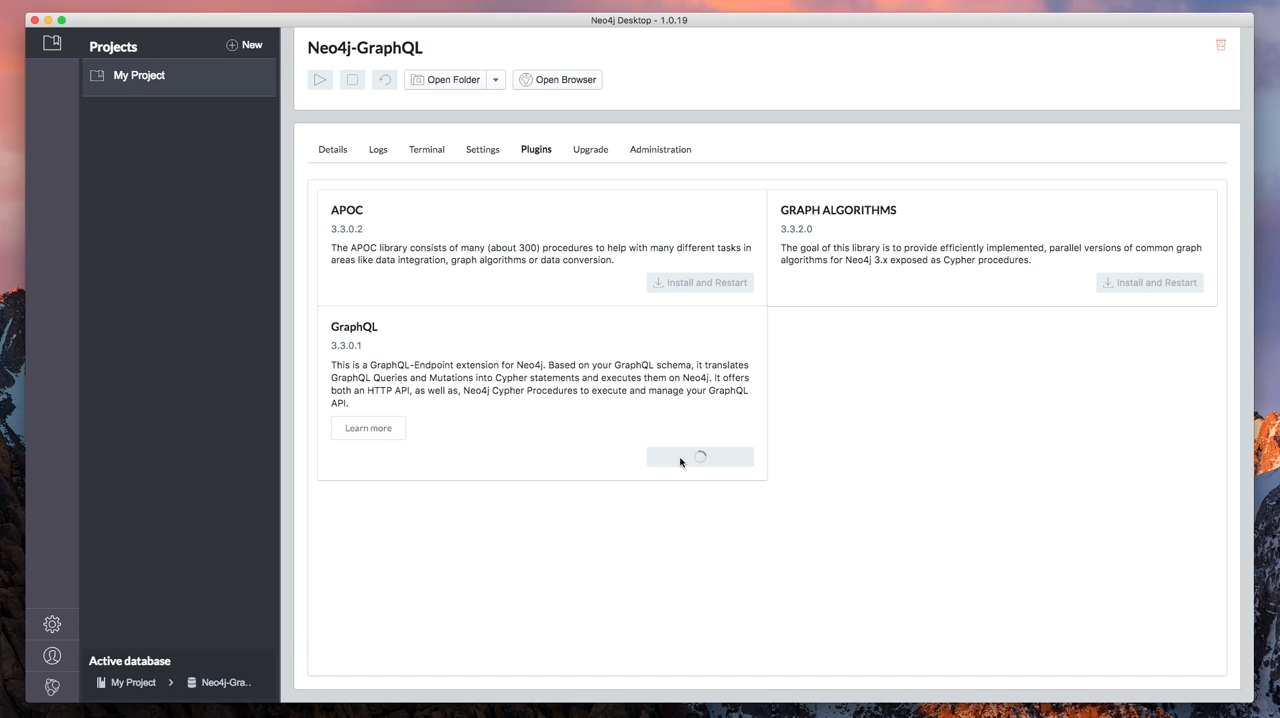 Neo4j Desktop - 1.0.19
Projects
New
My Project
Active database
My Project
Neo4j-Gra..
Neo4j-GraphQL
Open Folder
Open Browser
Details
Logs
Terminal
Settings
Plugins
Upgrade
Administration
APOC
3.3.0.2
The APOC library consists of many (about 300) procedures to help with many different tasks in
areas like data integration, graph algorithms or data conversion.
Install and Restart
GRAPH ALGORITHMS
3.3.2.0
The goal of this library is to provide efficiently implemented, parallel versions of common graph
algorithms for Neo4j 3.x exposed as Cypher procedures.
Install and Restart
GraphQL
3.3.0.1
This is a GraphQL-Endpoint extension for Neo4j. Based on your GraphQL schema, it translates
GraphQL Queries and Mutations into Cypher statements and executes them on Neo4j. It offers
both an HTTP API, as well as, Neo4j Cypher Procedures to execute and manage your GraphQL
API.
Learn more